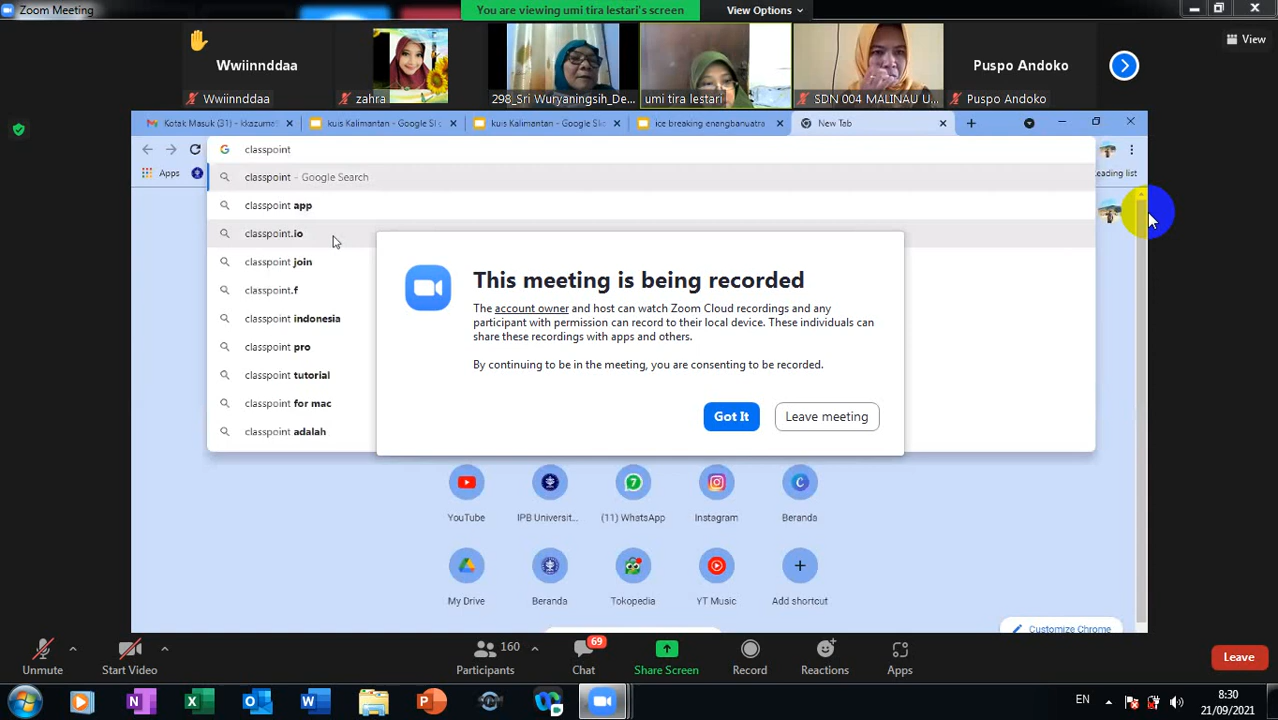 Zoom Meeting
You are viewing umi tira lestari's screen
View Options
View
Wwiinnddaa
Puspo Andoko
Wwiinnddaa
zahra
298_Sri Wuryaningsih_De...
umi tira lestari
SDN 004 MALINAU U...
Puspo Andoko
Kotak Masuk (31) - kkazumat
kuis Kalimantan - Google Sl
kuis Kalimantan - Google Sl
ice breaking enangbanuatra
New Tab
classpoint
Apps
eading list
classpoint - Google Search
classpoint app
classpoint.io
classpoint join
classpoint.f
classpoint indonesia
classpoint pro
classpoint tutorial
classpoint for mac
classpoint adalah
This meeting is being recorded
The account owner and host can watch Zoom Cloud recordings and any
participant with permission can record to their local device. These individuals can
share these recordings with apps and others.
By continuing to be in the meeting, you are consenting to be recorded.
Got It
Leave meeting
YouTube
IPB Universit...
(11) WhatsApp
Instagram
Beranda
My Drive
Beranda
Tokopedia
YT Music
Add shortcut
Customize Chrome
Unmute
Start Video
160
Participants
69
Chat
Share Screen
Record
Reactions
Apps
Leave
EN
8:30
21/09/2021